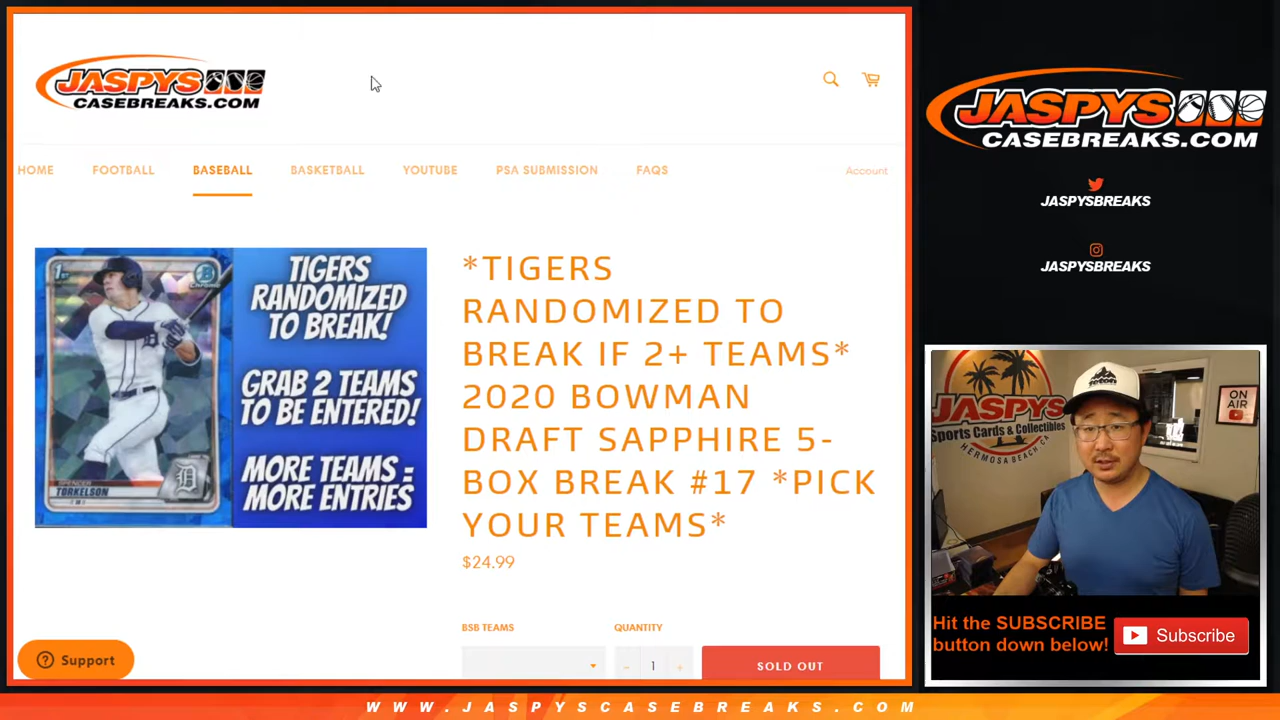 JASPYS
CASEBREAKS.COM
HOME FOOTBALL BASEBALL BASKETBALL YOUTUBE PSA SUBMISSION FAQS Account
1ST
CHROME
SPENCER
TORKELSON
TIGERS
RANDOMIZED
TO BREAK!
GRAB 2 TEAMS
TO BE ENTERED!
MORE TEAMS =
MORE ENTRIES
*TIGERS
RANDOMIZED TO
BREAK IF 2+ TEAMS*
2020 BOWMAN
DRAFT SAPPHIRE 5-
BOX BREAK #17 *PICK
YOUR TEAMS*
$24.99
BSB TEAMS QUANTITY
− 1 +
SOLD OUT
Support
JASPYS
CASEBREAKS.COM
JASPYSBREAKS
JASPYSBREAKS
JASPYS
Sports Cards & Collectibles
HERMOSA BEACH CA
teton
ON
AIR
Hit the SUBSCRIBE
button down below!
Subscribe
WWW.JASPYSCASEBREAKS.COM